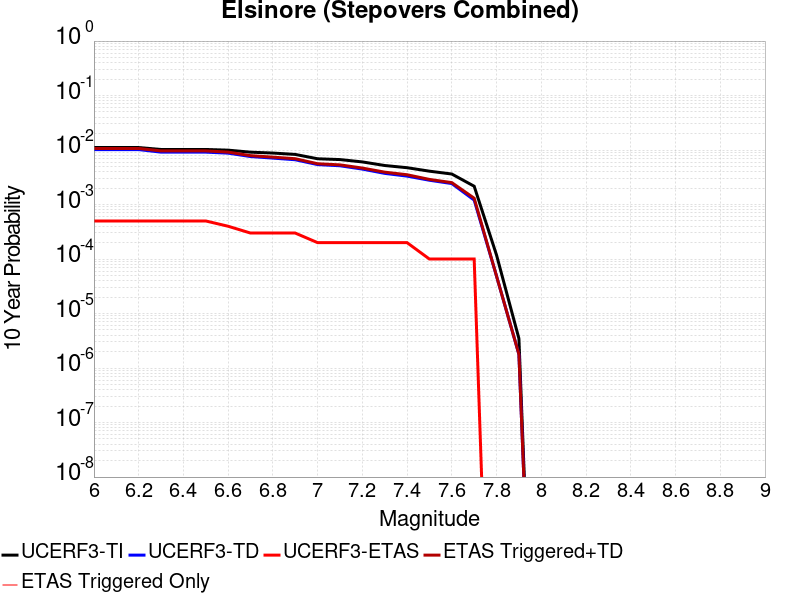 Elsinore (Stepovers Combined)
10 0
10 -1
10 -2
10 -3
10 -4
10 -5
10 -6
10 -7
10 -8
10 Year Probability
6 6.2 6.4 6.6 6.8 7 7.2 7.4 7.6 7.8 8 8.2 8.4 8.6 8.8 9
Magnitude
UCERF3-TI UCERF3-TD UCERF3-ETAS ETAS Triggered+TD
ETAS Triggered Only